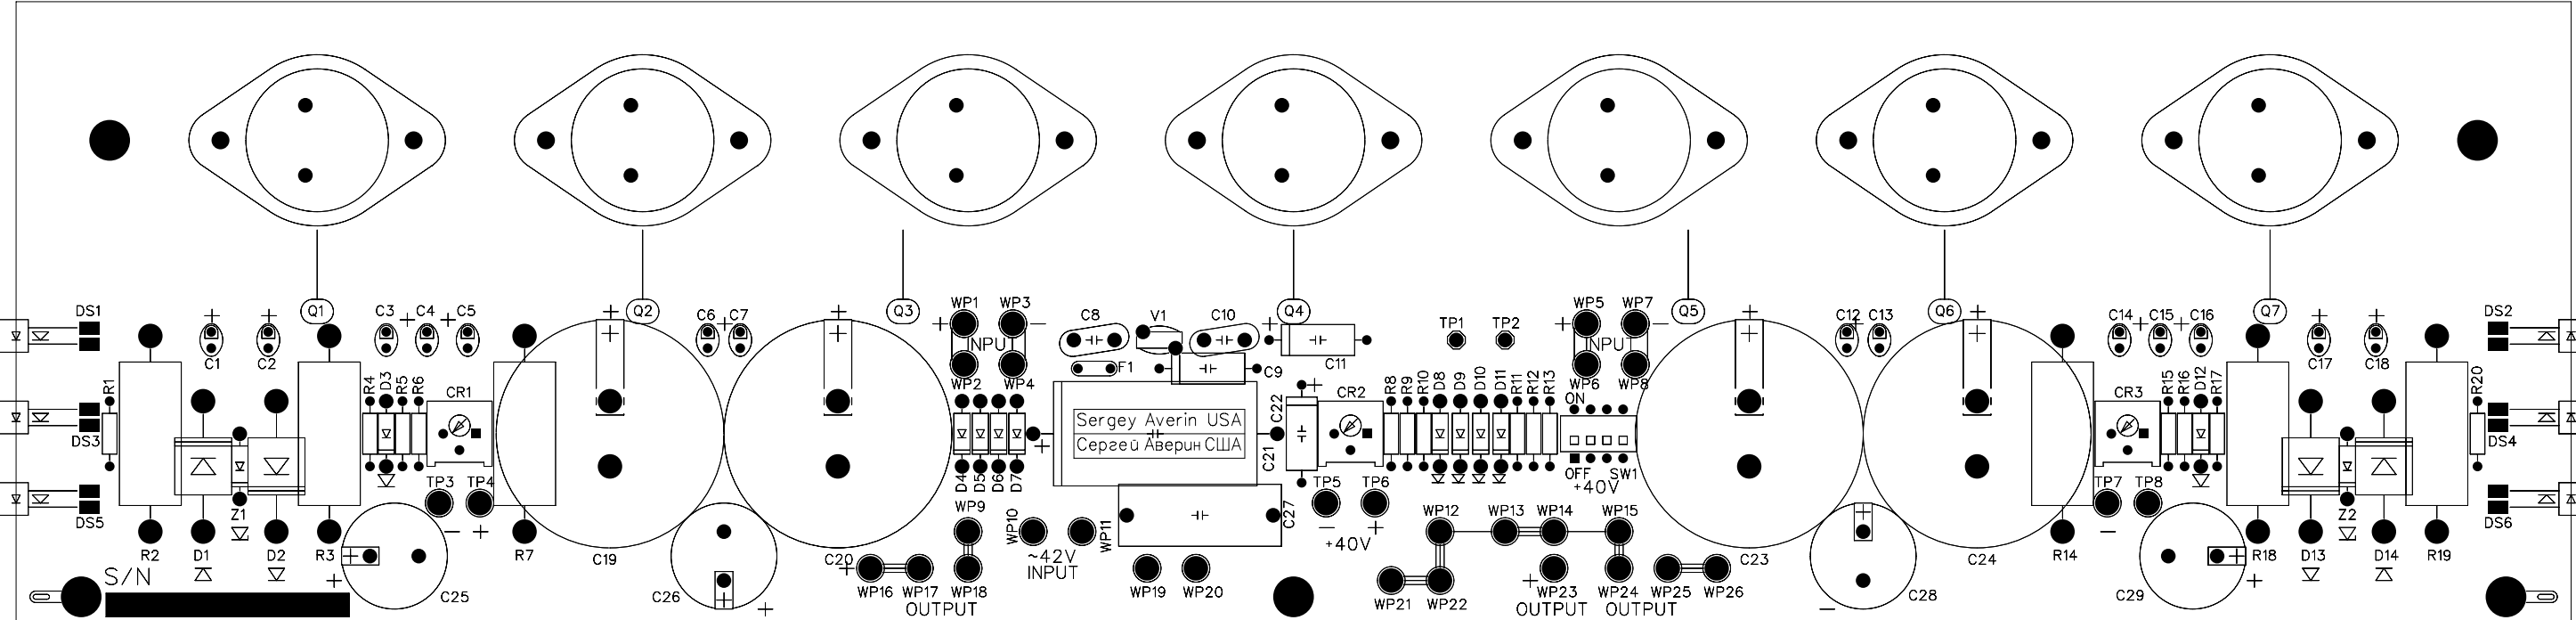 Q1 Q2 Q3 Q4 Q5 Q6 Q7
DS1 C1 C2 C3 C4 C5 C6 C7 WP1 WP3 C8 V1 C10 TP1 TP2 WP5 WP7 C12 C13 C14 C15 C16 C17 C18 DS2
INPUT INPUT
WP2 WP4 F1 C9 C11 WP6 WP8
R1 R4 D3 R5 R6 CR1 C22 CR2 R8 R9 R10 D8 D9 D10 D11 R11 R12 R13 ON CR3 R15 R16 D12 R17 R20
Sergey Averin USA
Сергей Аверин США
DS3 C21 DS4
D4 D5 D6 D7 OFF SW1
+40V
TP3 TP4 TP5 TP6 TP7 TP8
DS5 Z1 WP9 WP10 WP11 C27 WP12 WP13 WP14 WP15 Z2 DS6
+40V
R2 D1 D2 R3 R7 C19 C20 ~42V C23 C24 R14 R18 D13 D14 R19
INPUT
S/N
C25 C26 WP16 WP17 WP18 WP19 WP20 WP21 WP22 WP23 WP24 WP25 WP26 C28 C29
OUTPUT OUTPUT OUTPUT